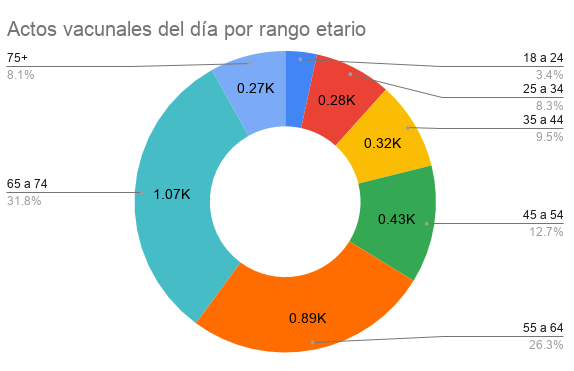 Actos vacunales del día por rango etario
75+
8.1%
18 a 24
3.4%
25 a 34
8.3%
35 a 44
9.5%
0.27K
0.28K
0.32K
65 a 74
31.8%
1.07K
0.43K
45 a 54
12.7%
0.89K
55 a 64
26.3%